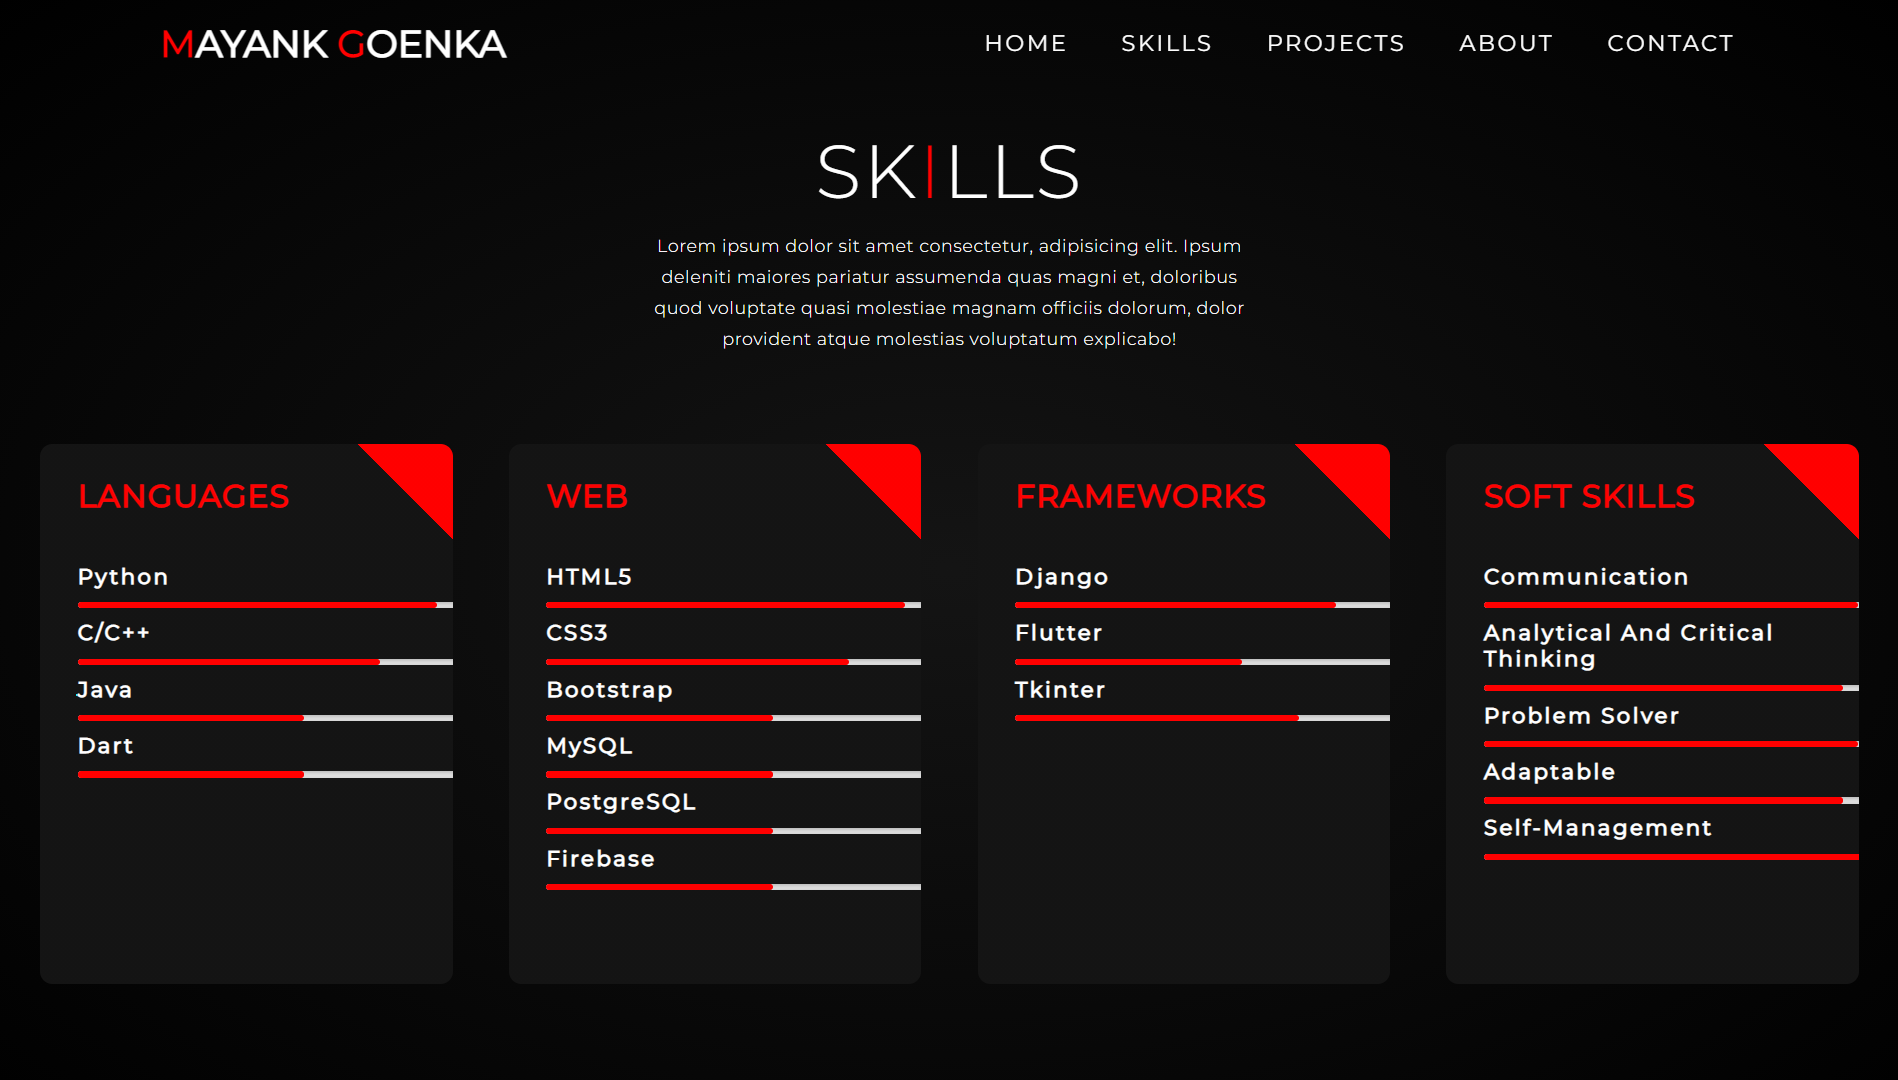 MAYANK GOENKA
HOME SKILLS PROJECTS ABOUT CONTACT
SKILLS
Lorem ipsum dolor sit amet consectetur, adipisicing elit. Ipsum
deleniti maiores pariatur assumenda quas magni et, doloribus
quod voluptate quasi molestiae magnam officiis dolorum, dolor
provident atque molestias voluptatum explicabo!
LANGUAGES
Python
C/C++
Java
Dart
WEB
HTML5
CSS3
Bootstrap
MySQL
PostgreSQL
Firebase
FRAMEWORKS
Django
Flutter
Tkinter
SOFT SKILLS
Communication
Analytical And Critical
Thinking
Problem Solver
Adaptable
Self-Management